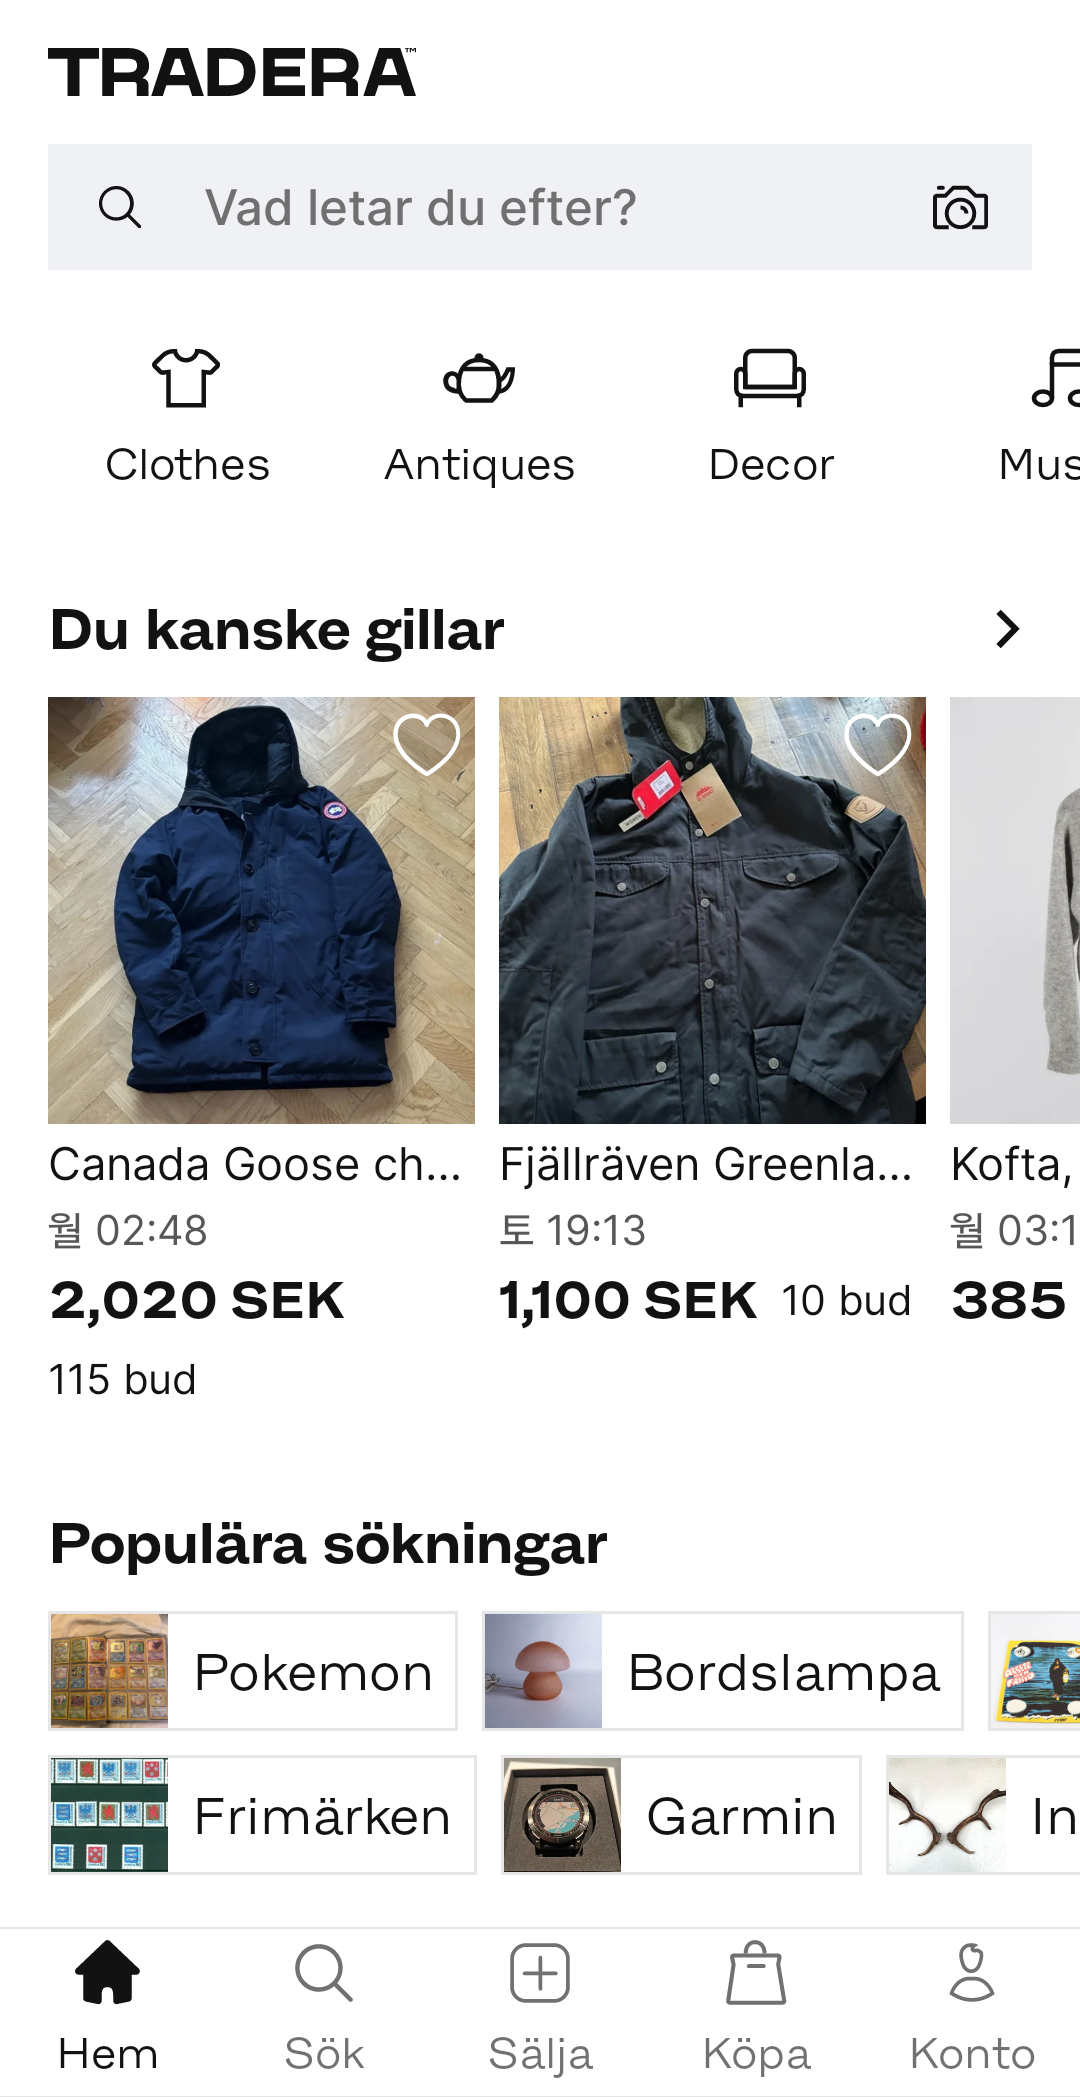 TRADERA™
Vad letar du efter?
Clothes
Antiques
Decor
Mus
Du kanske gillar
Canada Goose ch...
Fjällräven Greenla...
Kofta,
월 02:48
토 19:13
월 03:1
2,020 SEK
1,100 SEK 10 bud
385
115 bud
Populära sökningar
Pokemon
Bordslampa
Frimärken
Garmin
In
Hem
Sök
Sälja
Köpa
Konto